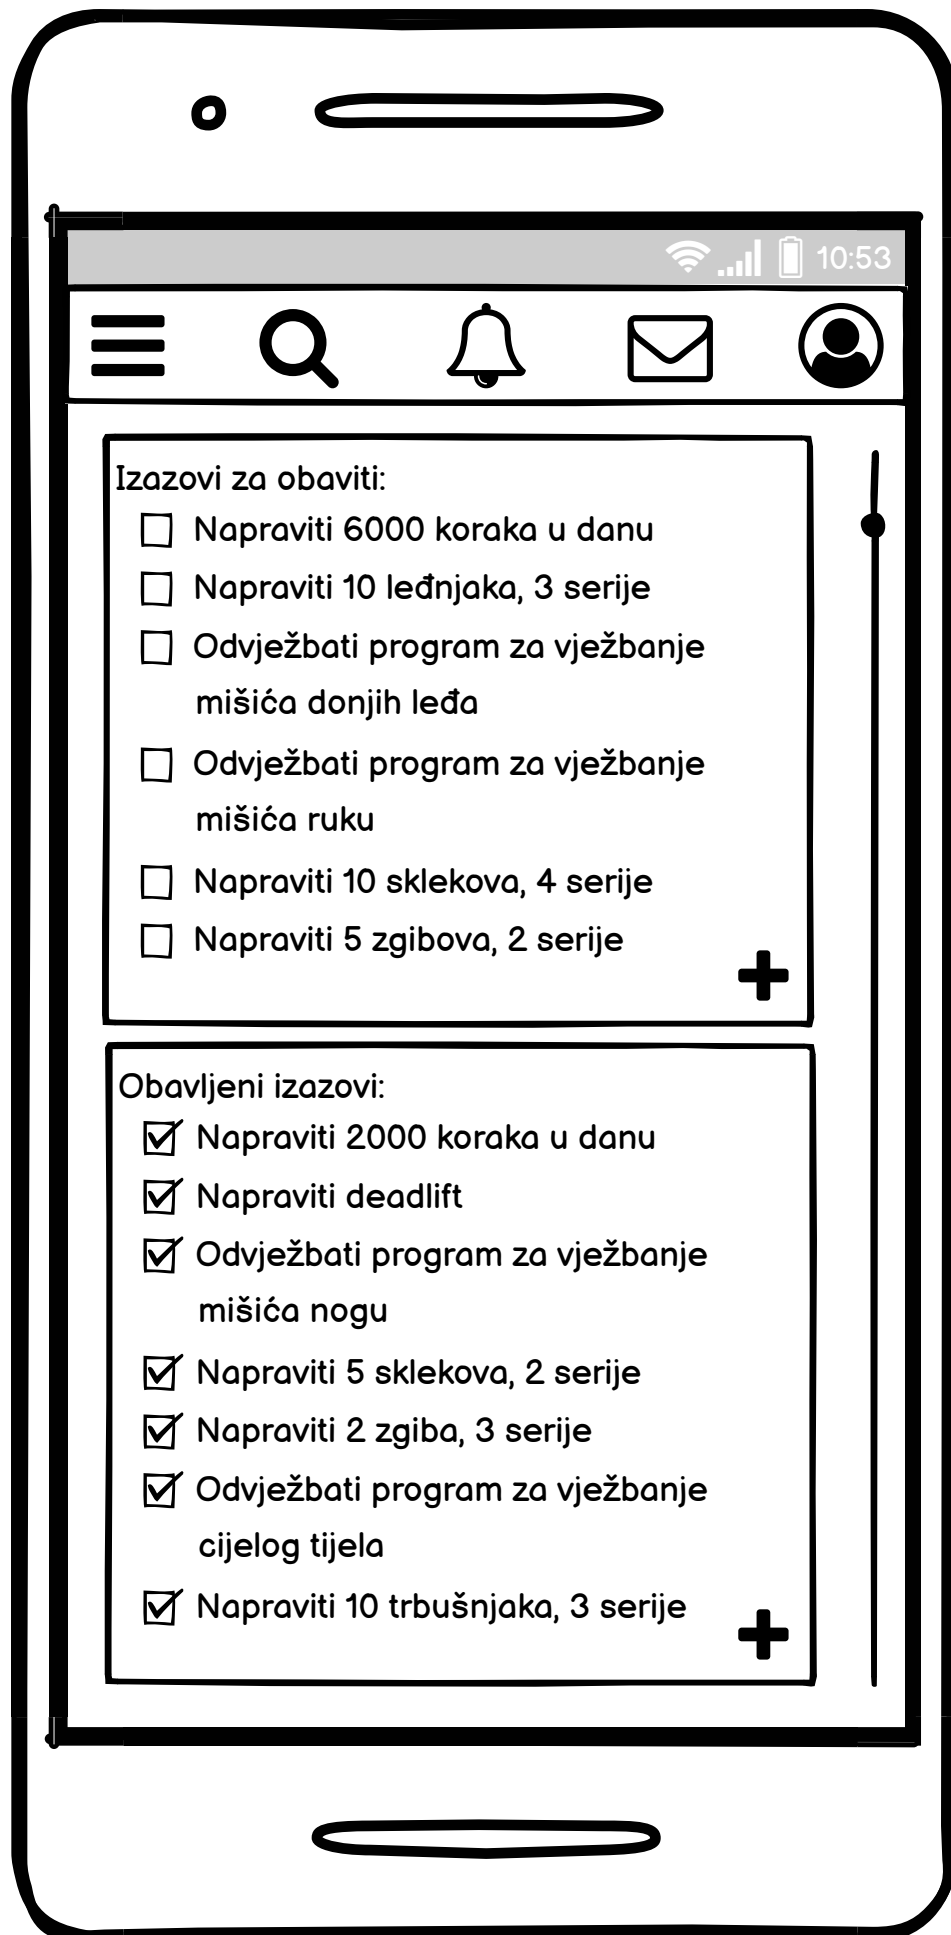 10:53
Izazovi za obaviti:
Napraviti 6000 koraka u danu
Napraviti 10 leđnjaka, 3 serije
Odvježbati program za vježbanje
mišića donjih leđa
Odvježbati program za vježbanje
mišića ruku
Napraviti 10 sklekova, 4 serije
Napraviti 5 zgibova, 2 serije
Obavljeni izazovi:
Napraviti 2000 koraka u danu
Napraviti deadlift
Odvježbati program za vježbanje
mišića nogu
Napraviti 5 sklekova, 2 serije
Napraviti 2 zgiba, 3 serije
Odvježbati program za vježbanje
cijelog tijela
Napraviti 10 trbušnjaka, 3 serije